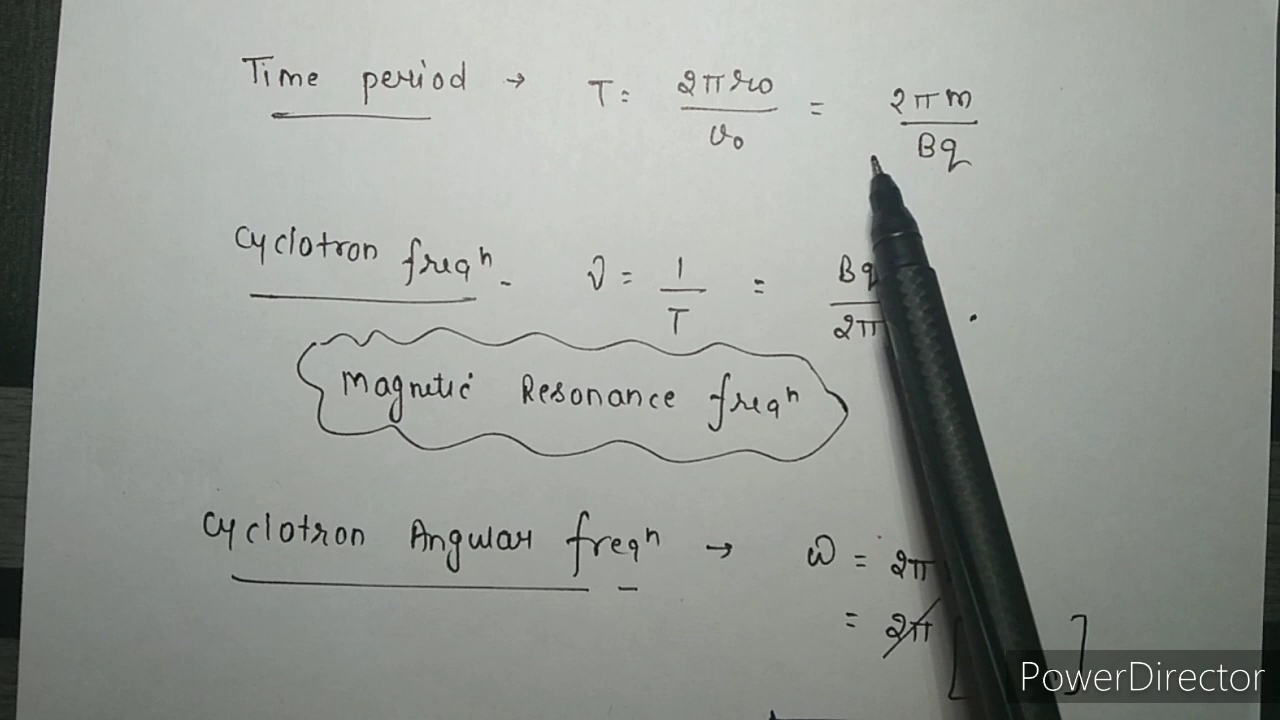 Time period → T = 2πr₀/v₀ = 2πm/Bq
Cyclotron freqⁿ - ν = 1/T = Bq/2π
Magnetic Resonance freqⁿ
Cyclotron Angular freqⁿ → ω = 2π
= 2π [ ]
PowerDirector